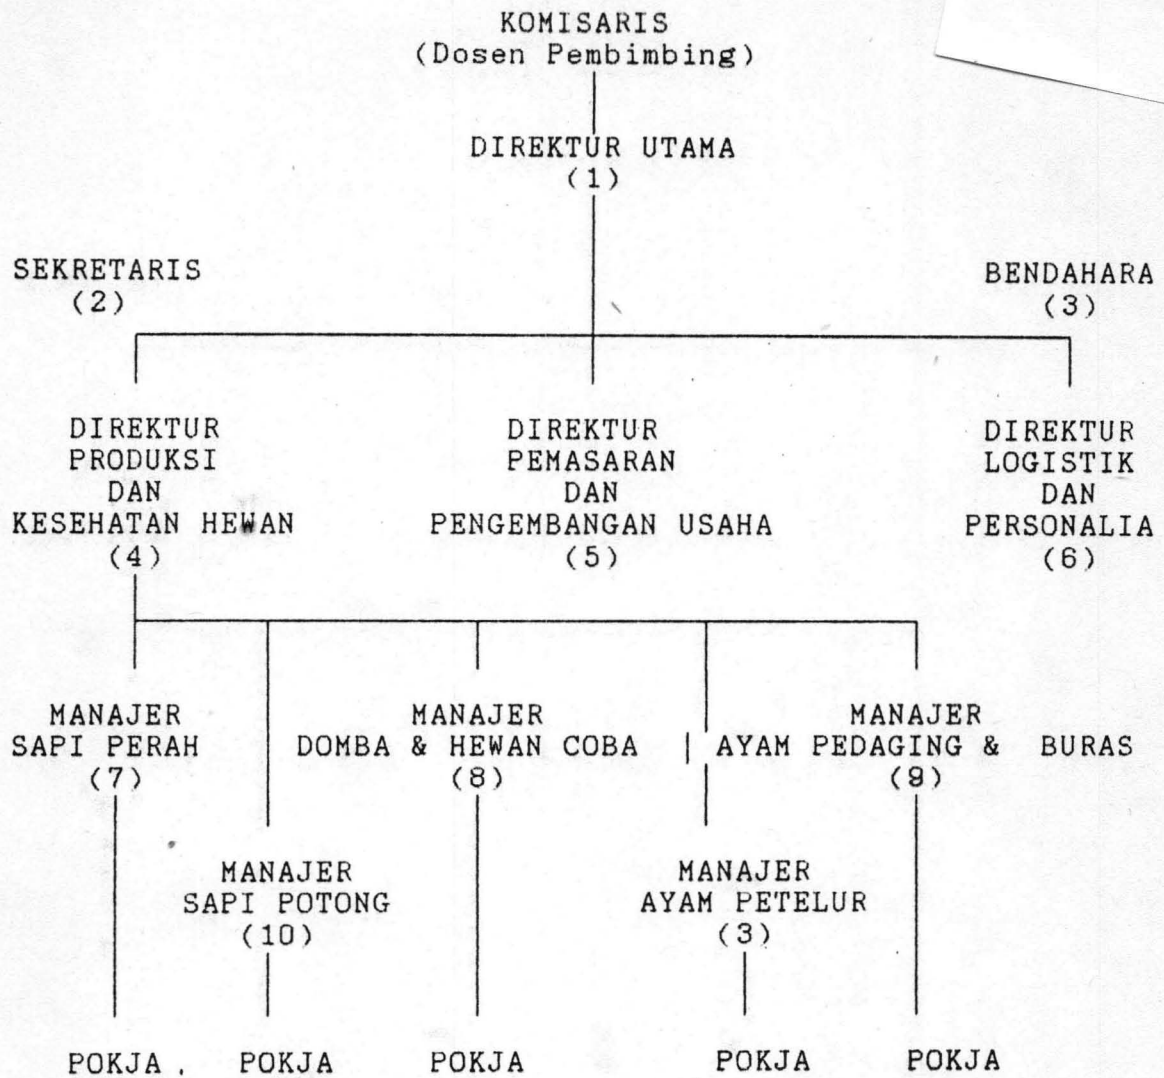 KOMISARIS
(Dosen Pembimbing)
DIREKTUR UTAMA
(1)
SEKRETARIS
(2)
BENDAHARA
(3)
DIREKTUR
PRODUKSI
DAN
KESEHATAN HEWAN
(4)
DIREKTUR
PEMASARAN
DAN
PENGEMBANGAN USAHA
(5)
DIREKTUR
LOGISTIK
DAN
PERSONALIA
(6)
MANAJER
SAPI PERAH
(7)
MANAJER
DOMBA & HEWAN COBA
(8)
MANAJER
AYAM PEDAGING & BURAS
(9)
MANAJER
SAPI POTONG
(10)
MANAJER
AYAM PETELUR
(3)
POKJA POKJA POKJA POKJA POKJA